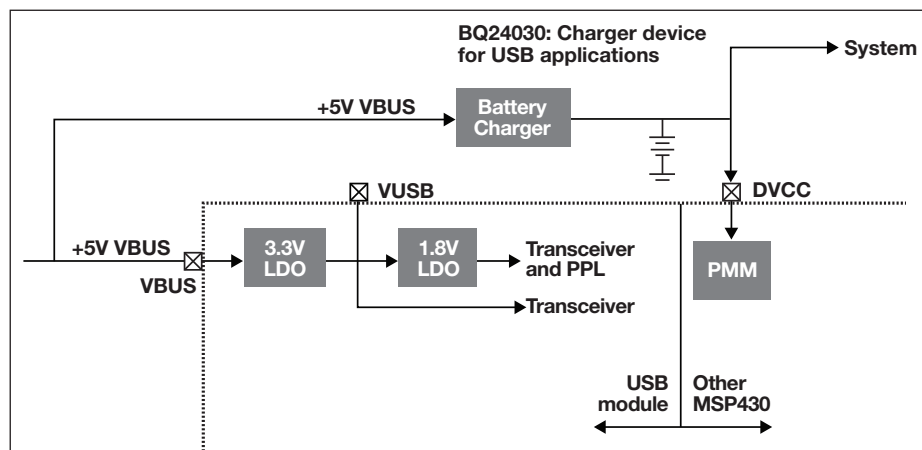 BQ24030: Charger device
for USB applications
System
+5V VBUS
Battery
Charger
VUSB
DVCC
+5V VBUS
VBUS
3.3V
LDO
1.8V
LDO
Transceiver
and PPL
Transceiver
PMM
USB
module
Other
MSP430